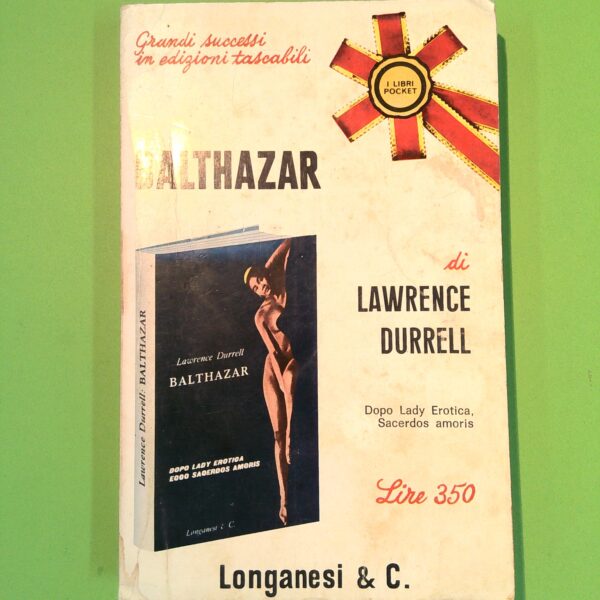 Grandi successi
in edizioni tascabili
I LIBRI
POCKET
BALTHAZAR
di
LAWRENCE
DURRELL
Dopo Lady Erotica,
Sacerdos amoris
Lire 350
Lawrence Durrell: BALTHAZAR
Lawrence Durrell
BALTHAZAR
DOPO LADY EROTICA
ECCO SACERDOS AMORIS
Longanesi & C.
Longanesi & C.